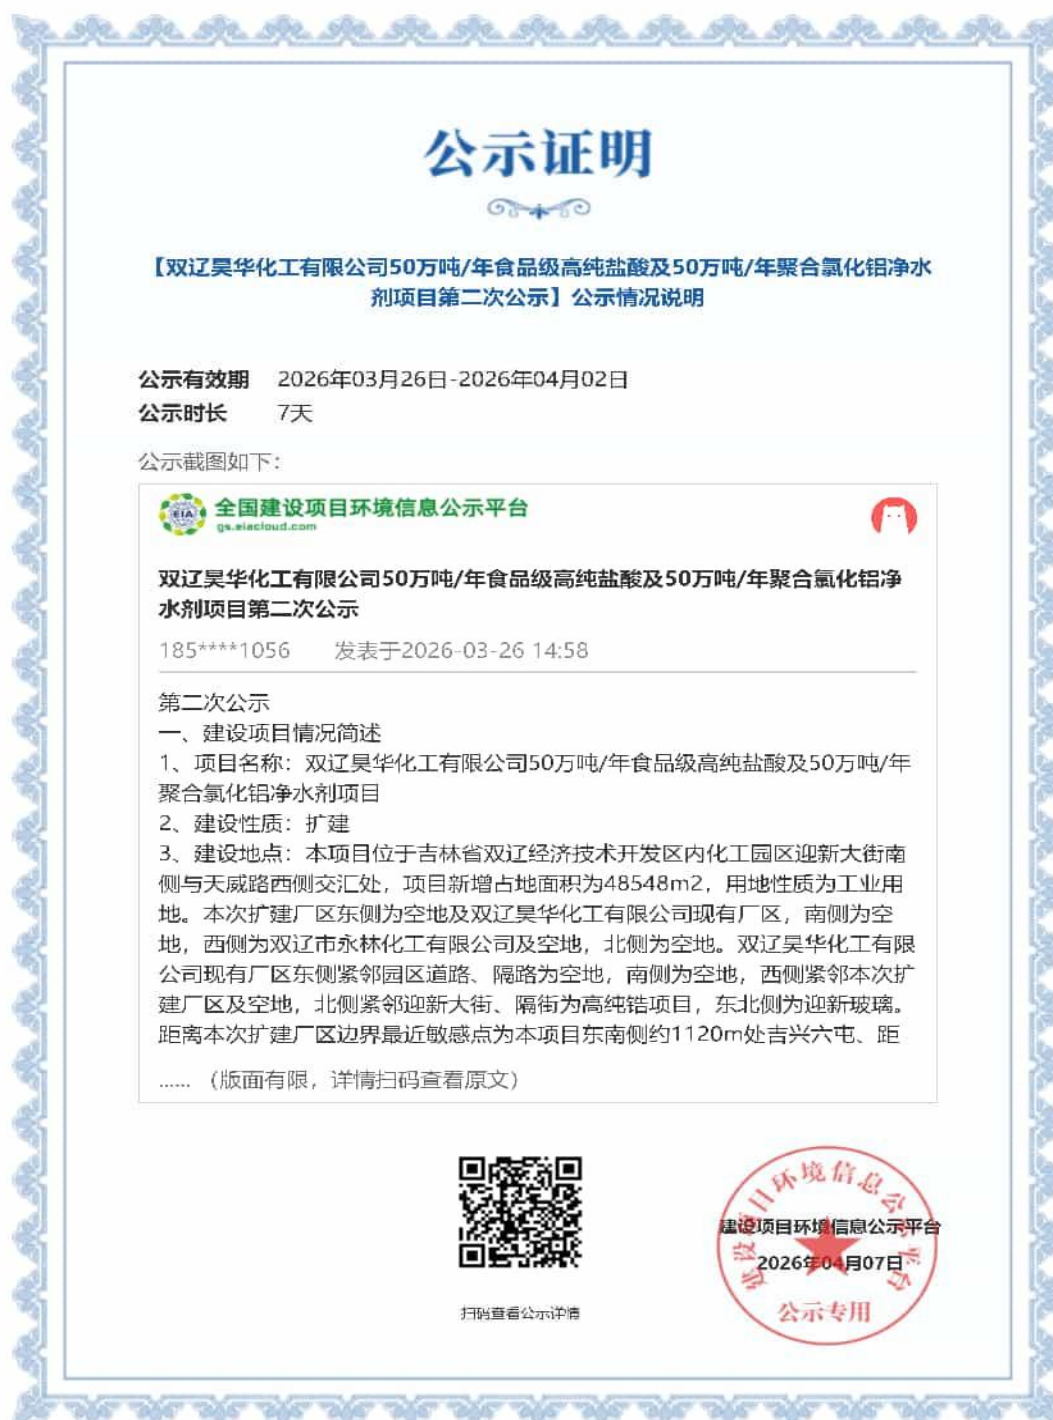 公示证明
【双辽昊华化工有限公司50万吨/年食品级高纯盐酸及50万吨/年聚合氯化铝净水
剂项目第二次公示】公示情况说明
公示有效期 2026年03月26日-2026年04月02日
公示时长 7天
公示截图如下:
EIA 全国建设项目环境信息公示平台
gs.eiacloud.com
双辽昊华化工有限公司50万吨/年食品级高纯盐酸及50万吨/年聚合氯化铝净
水剂项目第二次公示
185****1056 发表于2026-03-26 14:58
第二次公示
一、建设项目情况简述
1、项目名称：双辽昊华化工有限公司50万吨/年食品级高纯盐酸及50万吨/年
聚合氯化铝净水剂项目
2、建设性质：扩建
3、建设地点：本项目位于吉林省双辽经济技术开发区内化工园区迎新大街南
侧与天威路西侧交汇处，项目新增占地面积为48548m2，用地性质为工业用
地。本次扩建厂区东侧为空地及双辽昊华化工有限公司现有厂区，南侧为空
地，西侧为双辽市永林化工有限公司及空地，北侧为空地。双辽昊华化工有限
公司现有厂区东侧紧邻园区道路、隔路为空地，南侧为空地，西侧紧邻本次扩
建厂区及空地，北侧紧邻迎新大街、隔街为高纯锆项目，东北侧为迎新玻璃。
距离本次扩建厂区边界最近敏感点为本项目东南侧约1120m处吉兴六屯、距
...... （版面有限，详情扫码查看原文）
建设项目环境信息公示平台
建设项目环境信息公示平台
2026年04月07日
公示专用
扫码查看公示详情